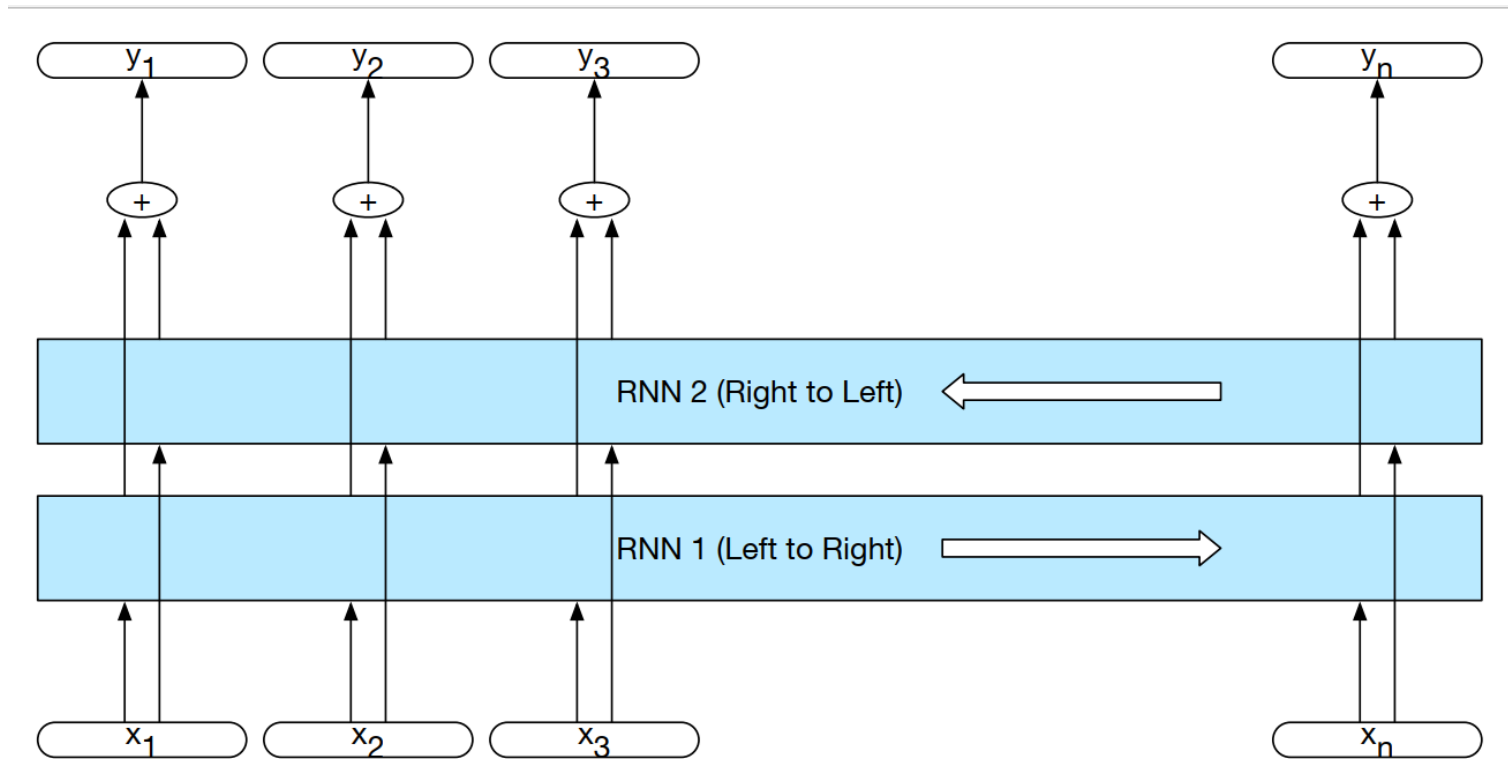 y₁ y₂ y₃ yₙ
+ + + +
RNN 2 (Right to Left)
RNN 1 (Left to Right)
x₁ x₂ x₃ xₙ